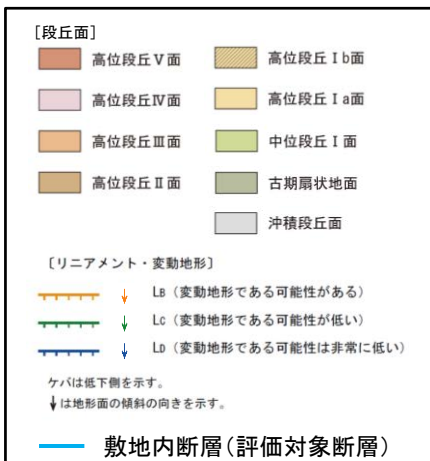 [段丘面]
高位段丘Ⅴ面
高位段丘Ⅳ面
高位段丘Ⅲ面
高位段丘Ⅱ面
高位段丘Ⅰb面
高位段丘Ⅰa面
中位段丘Ⅰ面
古期扇状地面
沖積段丘面
〔リニアメント・変動地形〕
LB（変動地形である可能性がある）
LC（変動地形である可能性が低い）
LD（変動地形である可能性は非常に低い）
ケバは低下側を示す。
↓は地形面の傾斜の向きを示す。
敷地内断層(評価対象断層)